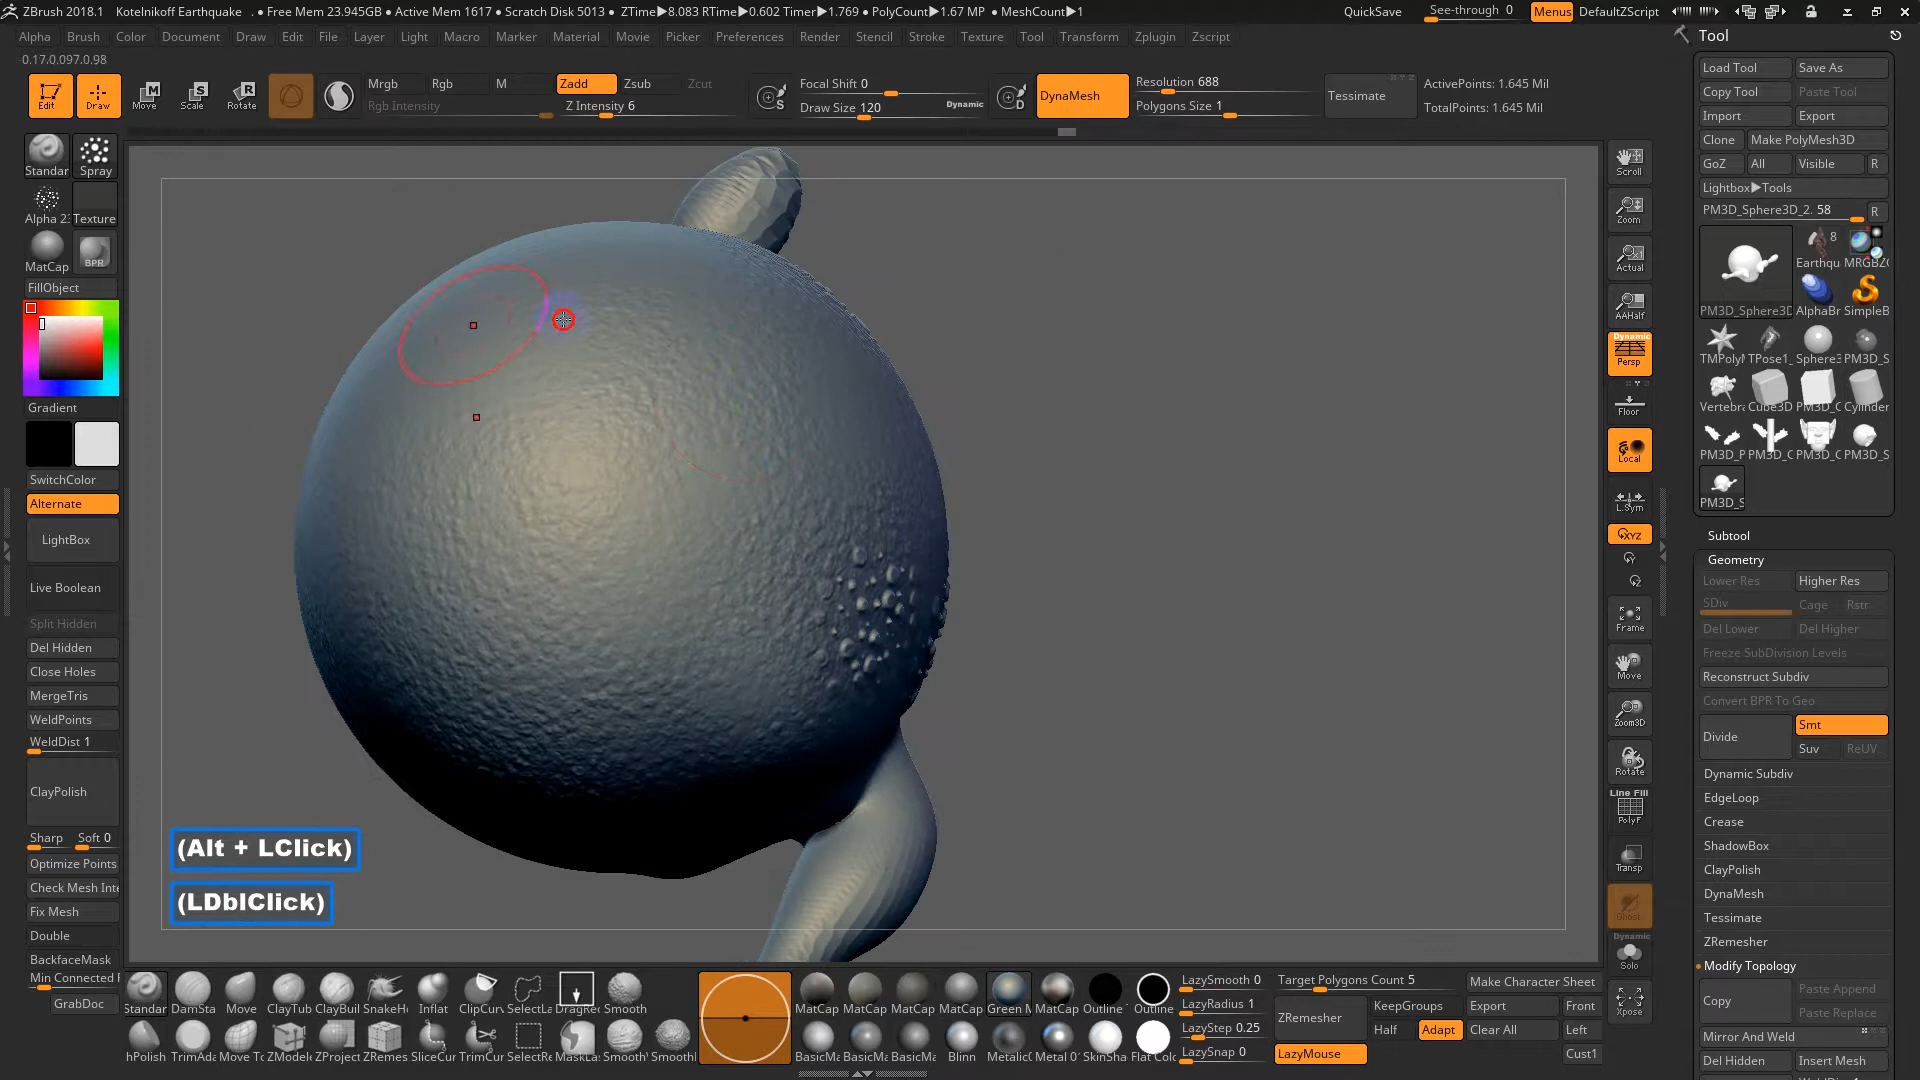 ZBrush 2018.1 Kotelnikoff Earthquake . ● Free Mem 23.945GB ● Active Mem 1617 ● Scratch Disk 5013 ● ZTime▶8.083 RTime▶0.602 Timer▶1.769 ● PolyCount▶1.67 MP ● MeshCount▶1 QuickSave See-through 0 Menus DefaultZScript
Alpha Brush Color Document Draw Edit File Layer Light Macro Marker Material Movie Picker Preferences Render Stencil Stroke Texture Tool Transform Zplugin Zscript Tool
0.17.0.097.0.98
Load Tool Save As
Mrgb Rgb M Zadd Zsub Zcut Focal Shift 0 Resolution 688
Copy Tool Paste Tool
Edit Draw Move Scale Rotate Rgb Intensity Z Intensity 6 S Draw Size 120 Dynamic D DynaMesh Polygons Size 1 Tessimate ActivePoints: 1.645 Mil
TotalPoints: 1.645 Mil
Import Export
Clone Make PolyMesh3D
GoZ All Visible R
Lightbox▶Tools
PM3D_Sphere3D_2. 58 R
Standar Spray
Alpha 2 Texture
MatCap BPR
FillObject
Gradient
SwitchColor
Alternate
LightBox
Live Boolean
Split Hidden
Del Hidden
Close Holes
MergeTris
WeldPoints
WeldDist 1
ClayPolish
Sharp Soft 0
Optimize Points
Check Mesh Inte
Fix Mesh
Double
BackfaceMask
Min Connected P
GrabDoc
(Alt + LClick)
(LDblClick)
Scroll
Zoom
Actual
AAHalf
Dynamic
Persp
Floor
Local
L.Sym
XYZ
Y
Z
Frame
Move
Zoom3D
Rotate
Line Fill
PolyF
Transp
Ghost
Dynamic
Solo
Xpose
8
PM3D_Sphere3D Earthqu MRGBZ
AlphaBr SimpleB
TMPoly TPose1_ Sphere3 PM3D_S
Vertebra Cube3D PM3D_C Cylinder
PM3D_P PM3D_C PM3D_C PM3D_S
PM3D_S
Subtool
Geometry
Lower Res Higher Res
SDiv Cage Rstr
Del Lower Del Higher
Freeze SubDivision Levels
Reconstruct Subdiv
Convert BPR To Geo
Divide Smt
Suv ReUV
Dynamic Subdiv
EdgeLoop
Crease
ShadowBox
ClayPolish
DynaMesh
Tessimate
ZRemesher
Modify Topology
Copy Paste Append
Paste Replace
Mirror And Weld
Del Hidden Insert Mesh
Standar DamSta Move ClayTub ClayBuil SnakeHo Inflat ClipCurv SelectLa DragRec Smooth
hPolish TrimAda Move To ZModele ZProject ZRemes SliceCur TrimCur SelectRe MaskLas Smooth Smooth
MatCap MatCap MatCap MatCap Green M MatCap Outline Outline
BasicMa BasicMa BasicMa Blinn Metalic Metal 0 SkinSha Flat Colo
LazySmooth 0 Target Polygons Count 5 Make Character Sheet
LazyRadius 1 ZRemesher KeepGroups Export Front
LazyStep 0.25 Half Adapt Clear All Left
LazySnap 0 LazyMouse Cust1